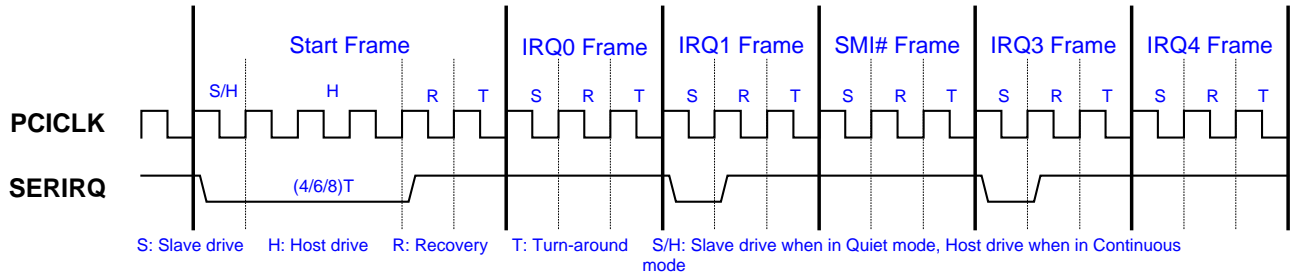 Start Frame IRQ0 Frame IRQ1 Frame SMI# Frame IRQ3 Frame IRQ4 Frame
S/H H R T S R T S R T S R T S R T S R T
PCICLK
SERIRQ (4/6/8)T
S: Slave drive H: Host drive R: Recovery T: Turn-around S/H: Slave drive when in Quiet mode, Host drive when in Continuous
mode